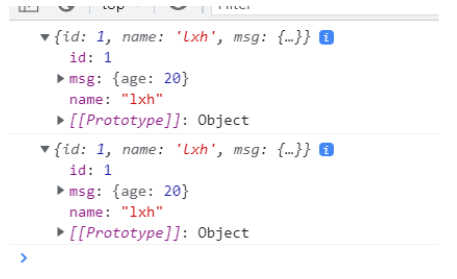 top
Filter
▼{id: 1, name: 'lxh', msg: {…}} i
id: 1
▶msg: {age: 20}
name: "lxh"
▶[[Prototype]]: Object
▼{id: 1, name: 'lxh', msg: {…}} i
id: 1
▶msg: {age: 20}
name: "lxh"
▶[[Prototype]]: Object
>